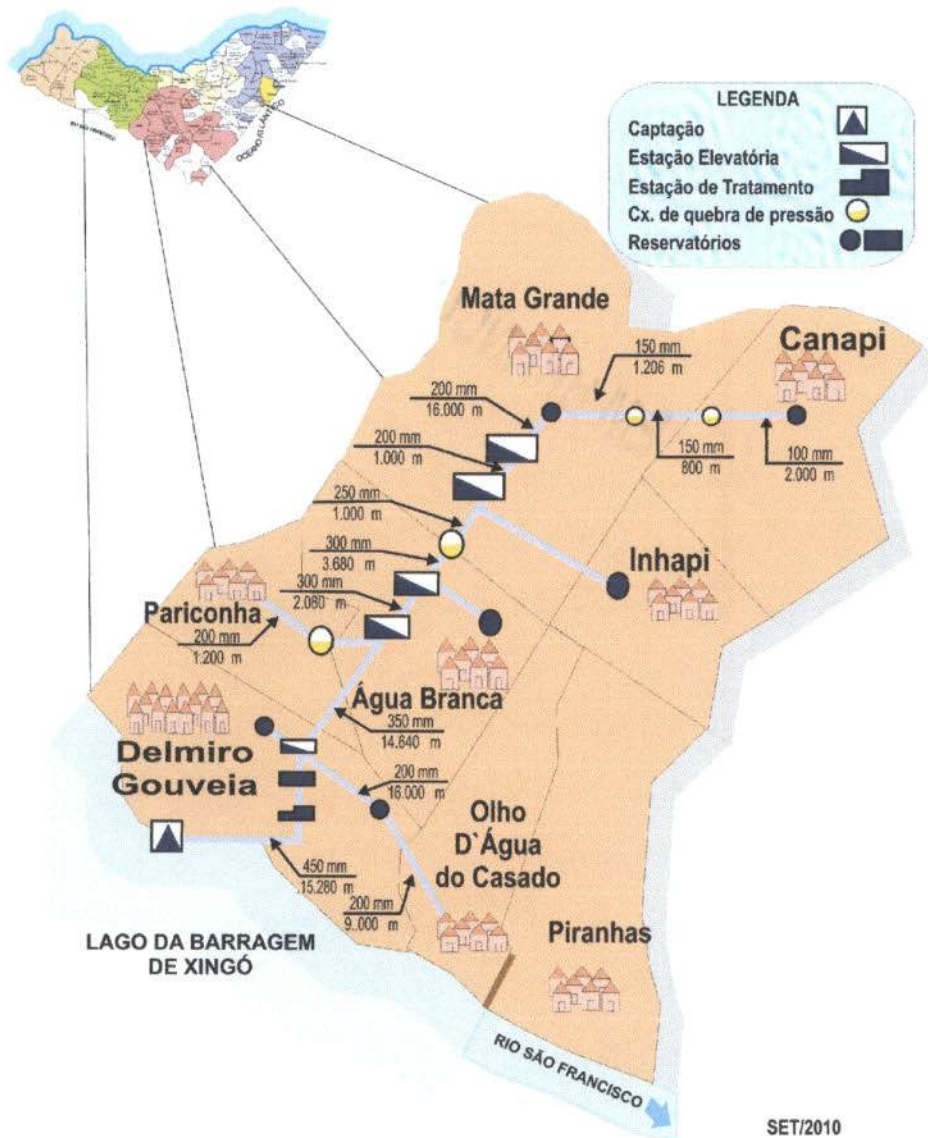 RIO SÃO FRANCISCO
OCEANO ATLÂNTICO
LEGENDA
Captação
Estação Elevatória
Estação de Tratamento
Cx. de quebra de pressão
Reservatórios
Mata Grande
Canapi
150 mm
1.206 m
200 mm
16.000 m
200 mm
1.000 m
150 mm
800 m
100 mm
2.000 m
250 mm
1.000 m
300 mm
3.680 m
Inhapi
300 mm
2.080 m
Pariconha
200 mm
1.200 m
Água Branca
350 mm
14.640 m
Delmiro
Gouveia
200 mm
16.000 m
Olho
D`Água
do Casado
450 mm
15.280 m
200 mm
9.000 m
LAGO DA BARRAGEM
DE XINGÓ
Piranhas
RIO SÃO FRANCISCO
SET/2010